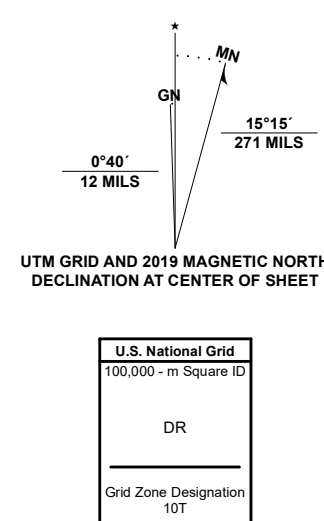 ★
MN
GN
15°15´
271 MILS
0°40´
12 MILS
UTM GRID AND 2019 MAGNETIC NORTH
DECLINATION AT CENTER OF SHEET
U.S. National Grid
100,000 - m Square ID
DR
Grid Zone Designation
10T